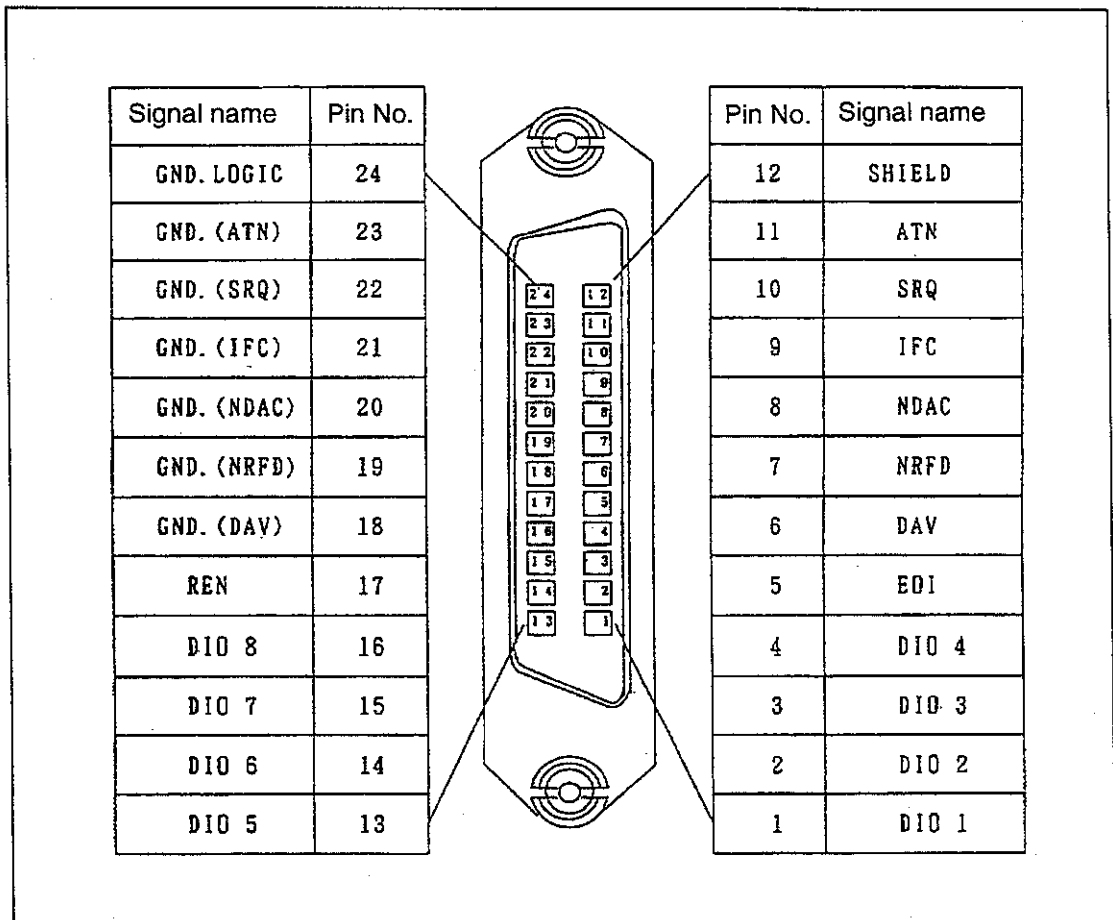 Signal name Pin No.
GND. LOGIC 24
GND. (ATN) 23
GND. (SRQ) 22
GND. (IFC) 21
GND. (NDAC) 20
GND. (NRFD) 19
GND. (DAV) 18
REN 17
DIO 8 16
DIO 7 15
DIO 6 14
DIO 5 13
24 12
23 11
22 10
21 9
20 8
19 7
18 6
17 5
16 4
15 3
14 2
13 1
Pin No. Signal name
12 SHIELD
11 ATN
10 SRQ
9 IFC
8 NDAC
7 NRFD
6 DAV
5 EOI
4 DIO 4
3 DIO 3
2 DIO 2
1 DIO 1